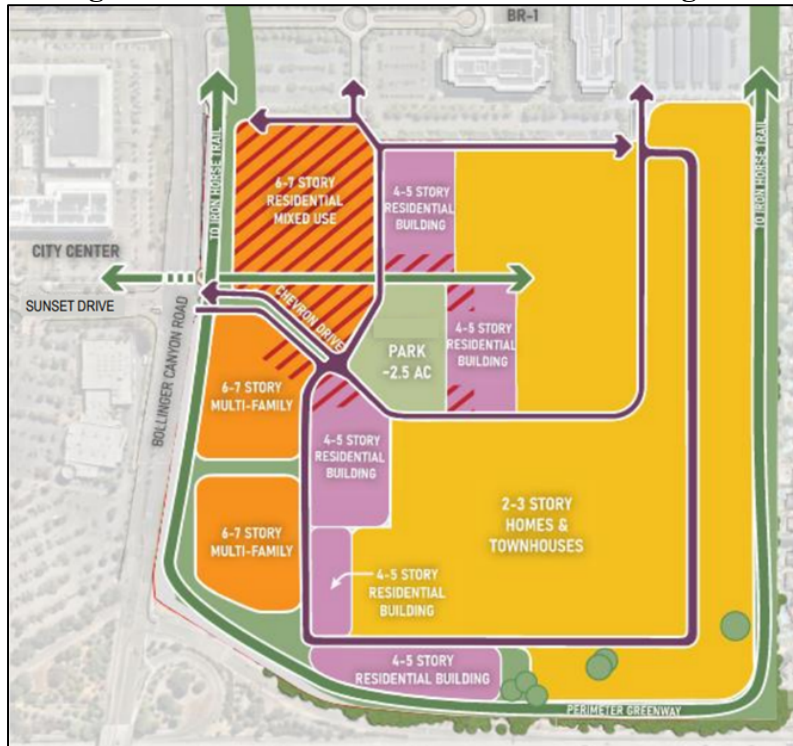 BR-1
TO IRON HORSE TRAIL
TO IRON HORSE TRAIL
6-7 STORY
RESIDENTIAL
MIXED USE
4-5 STORY
RESIDENTIAL
BUILDING
CITY CENTER
SUNSET DRIVE
CHEVRON DRIVE
BOLLINGER CANYON ROAD
PARK
~2.5 AC
4-5 STORY
RESIDENTIAL
BUILDING
6-7 STORY
MULTI-FAMILY
4-5 STORY
RESIDENTIAL
BUILDING
2-3 STORY
HOMES &
TOWNHOUSES
6-7 STORY
MULTI-FAMILY
4-5 STORY
RESIDENTIAL
BUILDING
4-5 STORY
RESIDENTIAL BUILDING
PERIMETER GREENWAY